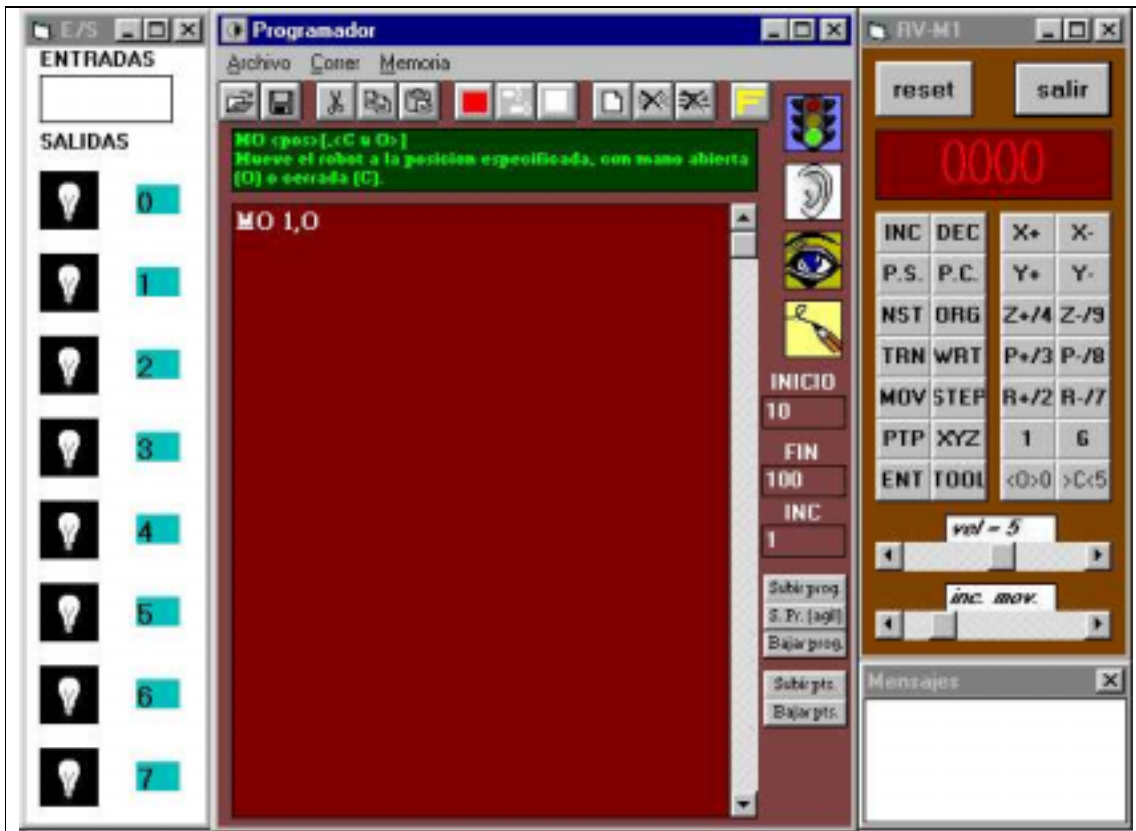 E/S
ENTRADAS
SALIDAS
0
1
2
3
4
5
6
7
Programador
Archivo Correr Memoria
F
MO <pos>[,<C u O>]
Mueve el robot a la posicion especificada, con mano abierta
(O) o cerrada (C).
MO 1,O
INICIO
10
FIN
100
INC
1
Subir prog.
S. Pr. (agil)
Bajar prog.
Subir pts.
Bajar pts.
RV-M1
reset salir
0000
INC DEC X+ X-
P.S. P.C. Y+ Y-
NST ORG Z+/4 Z-/9
TRN WRT P+/3 P-/8
MOV STEP R+/2 R-/7
PTP XYZ 1 6
ENT TOOL <O>0 >C<5
vel = 5
inc. mov.
Mensajes